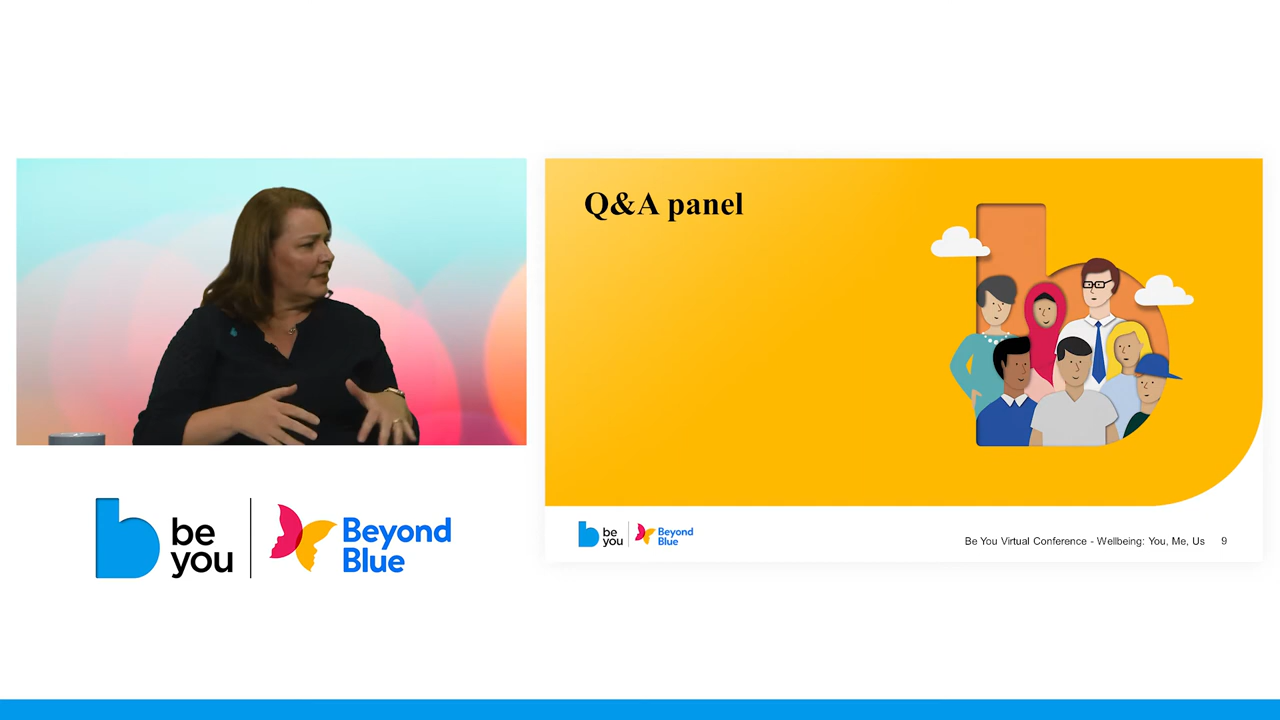 Q&A panel
be
you
Beyond
Blue
be
you
Beyond
Blue
Be You Virtual Conference - Wellbeing: You, Me, Us 9